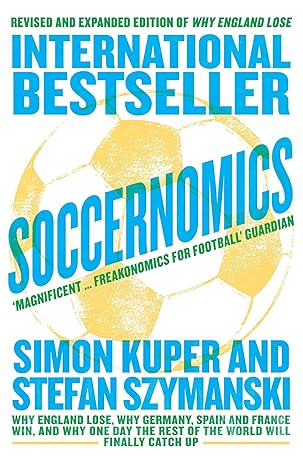 REVISED AND EXPANDED EDITION OF WHY ENGLAND LOSE
INTERNATIONAL
BESTSELLER
SOCCERNOMICS
'MAGNIFICENT ... FREAKONOMICS FOR FOOTBALL' GUARDIAN
SIMON KUPER AND
STEFAN SZYMANSKI
WHY ENGLAND LOSE, WHY GERMANY, SPAIN AND FRANCE
WIN, AND WHY ONE DAY THE REST OF THE WORLD WILL
FINALLY CATCH UP